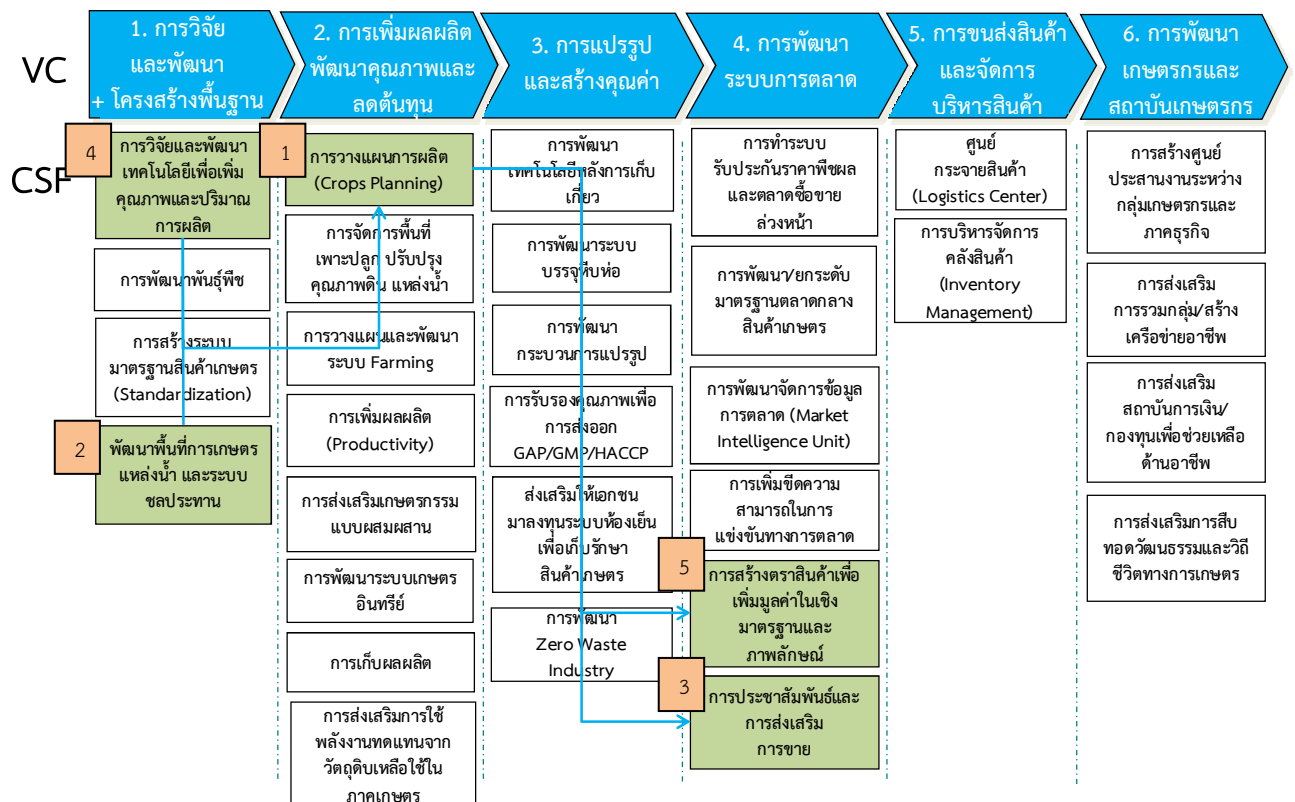 VC
1. การวิจัย
และพัฒนา
+ โครงสร้างพื้นฐาน
2. การเพิ่มผลผลิต
พัฒนาคุณภาพและ
ลดต้นทุน
3. การแปรรูป
และสร้างคุณค่า
4. การพัฒนา
ระบบการตลาด
5. การขนส่งสินค้า
และจัดการ
บริหารสินค้า
6. การพัฒนา
เกษตรกรและ
สถาบันเกษตรกร
CSF
4
การวิจัยและพัฒนา
เทคโนโลยีเพื่อเพิ่ม
คุณภาพและปริมาณ
การผลิต
การพัฒนาพันธุ์พืช
การสร้างระบบ
มาตรฐานสินค้าเกษตร
(Standardization)
2
พัฒนาพื้นที่การเกษตร
แหล่งน้ำ และระบบ
ชลประทาน
1
การวางแผนการผลิต
(Crops Planning)
การจัดการพื้นที่
เพาะปลูก ปรับปรุง
คุณภาพดิน แหล่งน้ำ
การวางแผนและพัฒนา
ระบบ Farming
การเพิ่มผลผลิต
(Productivity)
การส่งเสริมเกษตรกรรม
แบบผสมผสาน
การพัฒนาระบบเกษตร
อินทรีย์
การเก็บผลผลิต
การส่งเสริมการใช้
พลังงานทดแทนจาก
วัตถุดิบเหลือใช้ใน
ภาคเกษตร
การพัฒนา
เทคโนโลยีหลังการเก็บ
เกี่ยว
การพัฒนาระบบ
บรรจุหีบห่อ
การพัฒนา
กระบวนการแปรรูป
การรับรองคุณภาพเพื่อ
การส่งออก
GAP/GMP/HACCP
ส่งเสริมให้เอกชน
มาลงทุนระบบห้องเย็น
เพื่อเก็บรักษา
สินค้าเกษตร
การพัฒนา
Zero Waste
Industry
การทำระบบ
รับประกันราคาพืชผล
และตลาดซื้อขาย
ล่วงหน้า
การพัฒนา/ยกระดับ
มาตรฐานตลาดกลาง
สินค้าเกษตร
การพัฒนาจัดการข้อมูล
การตลาด (Market
Intelligence Unit)
การเพิ่มขีดความ
สามารถในการ
แข่งขันทางการตลาด
5
การสร้างตราสินค้าเพื่อ
เพิ่มมูลค่าในเชิง
มาตรฐานและ
ภาพลักษณ์
3
การประชาสัมพันธ์และ
การส่งเสริม
การขาย
ศูนย์
กระจายสินค้า
(Logistics Center)
การบริหารจัดการ
คลังสินค้า
(Inventory
Management)
การสร้างศูนย์
ประสานงานระหว่าง
กลุ่มเกษตรกรและ
ภาคธุรกิจ
การส่งเสริม
การรวมกลุ่ม/สร้าง
เครือข่ายอาชีพ
การส่งเสริม
สถาบันการเงิน/
กองทุนเพื่อช่วยเหลือ
ด้านอาชีพ
การส่งเสริมการสืบ
ทอดวัฒนธรรมและวิถี
ชีวิตทางการเกษตร